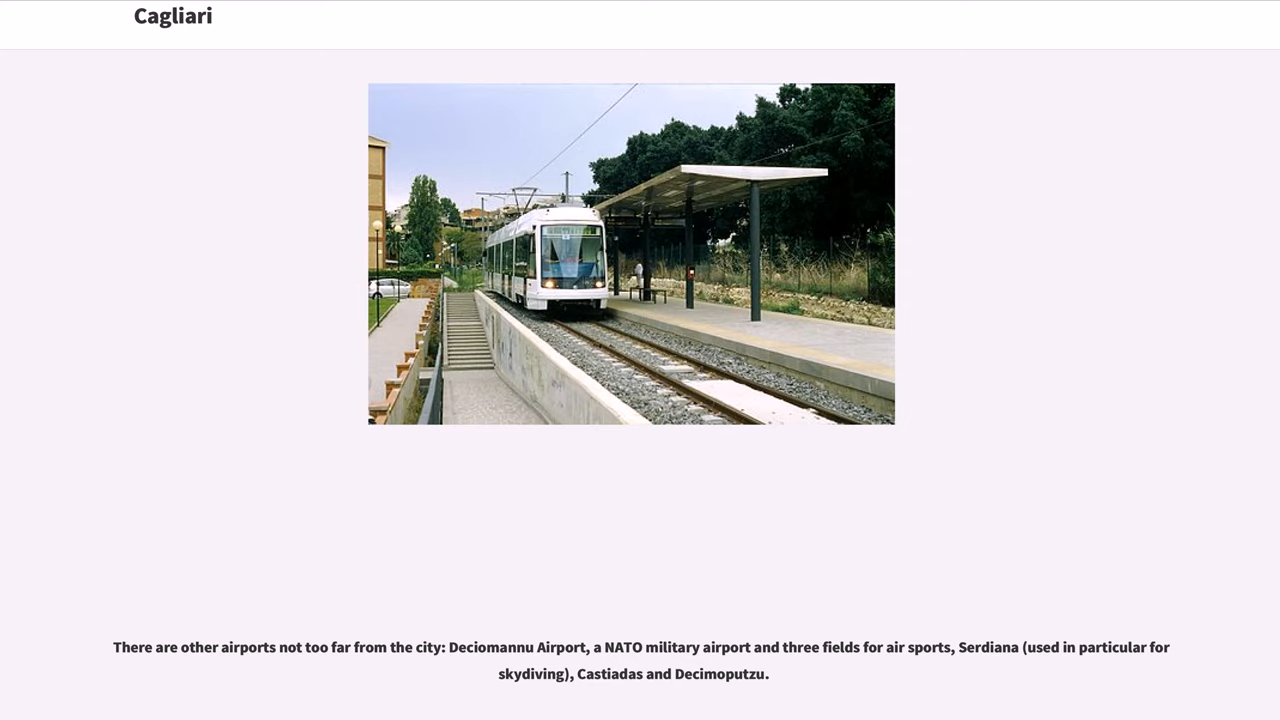 Cagliari
There are other airports not too far from the city: Deciomannu Airport, a NATO military airport and three fields for air sports, Serdiana (used in particular for
skydiving), Castiadas and Decimoputzu.